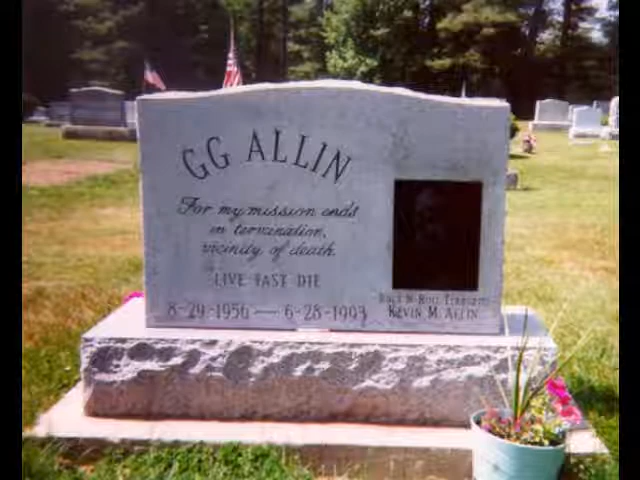 GG ALLIN
For my mission ends
in termination,
vicinity of death.
LIVE FAST DIE
8-29-1956 — 6-28-1993
Rock N Roll Terrorist
KEVIN M. ALLIN